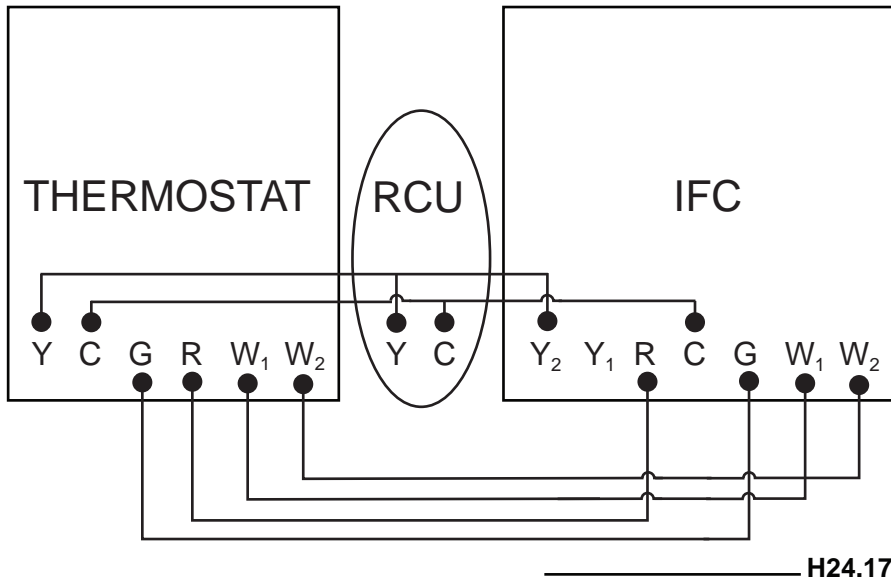 THERMOSTAT RCU IFC
Y C G R W₁ W₂ Y C Y₂ Y₁ R C G W₁ W₂
H24.17